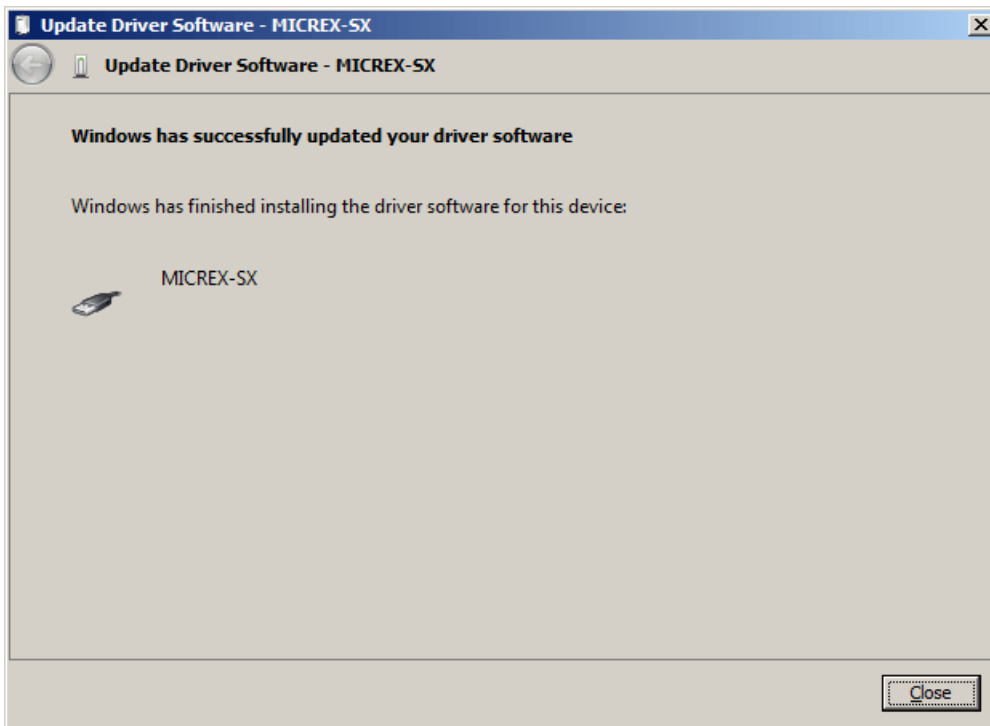 Update Driver Software - MICREX-SX
Update Driver Software - MICREX-SX
Windows has successfully updated your driver software
Windows has finished installing the driver software for this device:
MICREX-SX
Close